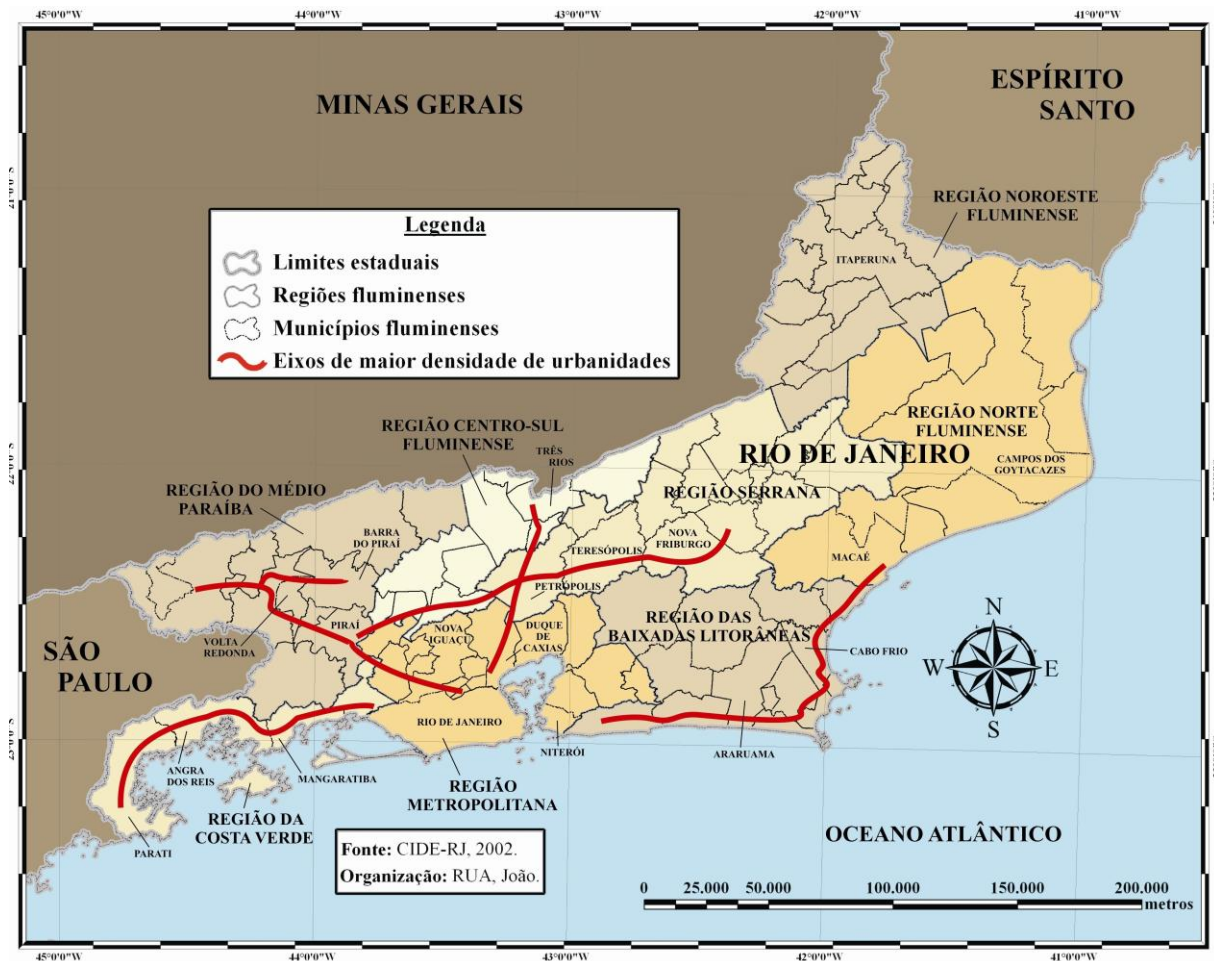 45°0'0"W 44°0'0"W 43°0'0"W 42°0'0"W 41°0'0"W
MINAS GERAIS
ESPÍRITO
SANTO
Legenda
Limites estaduais
Regiões fluminenses
Municípios fluminenses
Eixos de maior densidade de urbanidades
REGIÃO NOROESTE
FLUMINENSE
ITAPERUNA
REGIÃO NORTE
FLUMINENSE
CAMPOS DOS
GOYTACAZES
RIO DE JANEIRO
REGIÃO CENTRO-SUL
FLUMINENSE
TRÊS
RIOS
REGIÃO SERRANA
REGIÃO DO MÉDIO
PARAÍBA
BARRA
DO PIRAÍ
TERESÓPOLIS
NOVA
FRIBURGO
MACAÉ
PETRÓPOLIS
REGIÃO DAS
BAIXADAS LITORÂNEAS
PIRAÍ
NOVA
IGUAÇU
DUQUE
DE
CAXIAS
VOLTA
REDONDA
CABO FRIO
SÃO
PAULO
N
W E
S
RIO DE JANEIRO
NITERÓI
ARARUAMA
ANGRA
DOS REIS
MANGARATIBA
REGIÃO
METROPOLITANA
REGIÃO DA
COSTA VERDE
PARATI
OCEANO ATLÂNTICO
Fonte: CIDE-RJ, 2002.
Organização: RUA, João.
0 25.000 50.000 100.000 150.000 200.000
metros
45°0'0"W 44°0'0"W 43°0'0"W 42°0'0"W 41°0'0"W